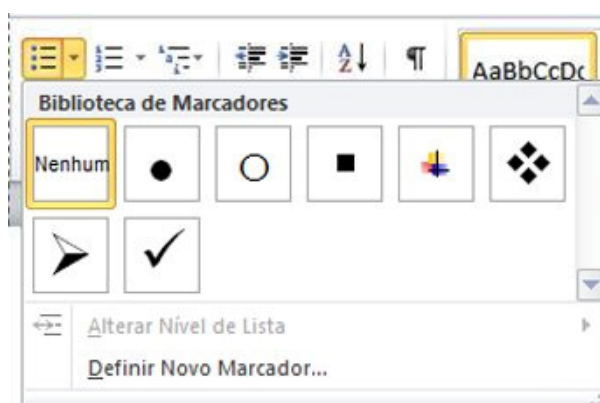 AaBbCcDc
Biblioteca de Marcadores
Nenhum
Alterar Nível de Lista
Definir Novo Marcador...